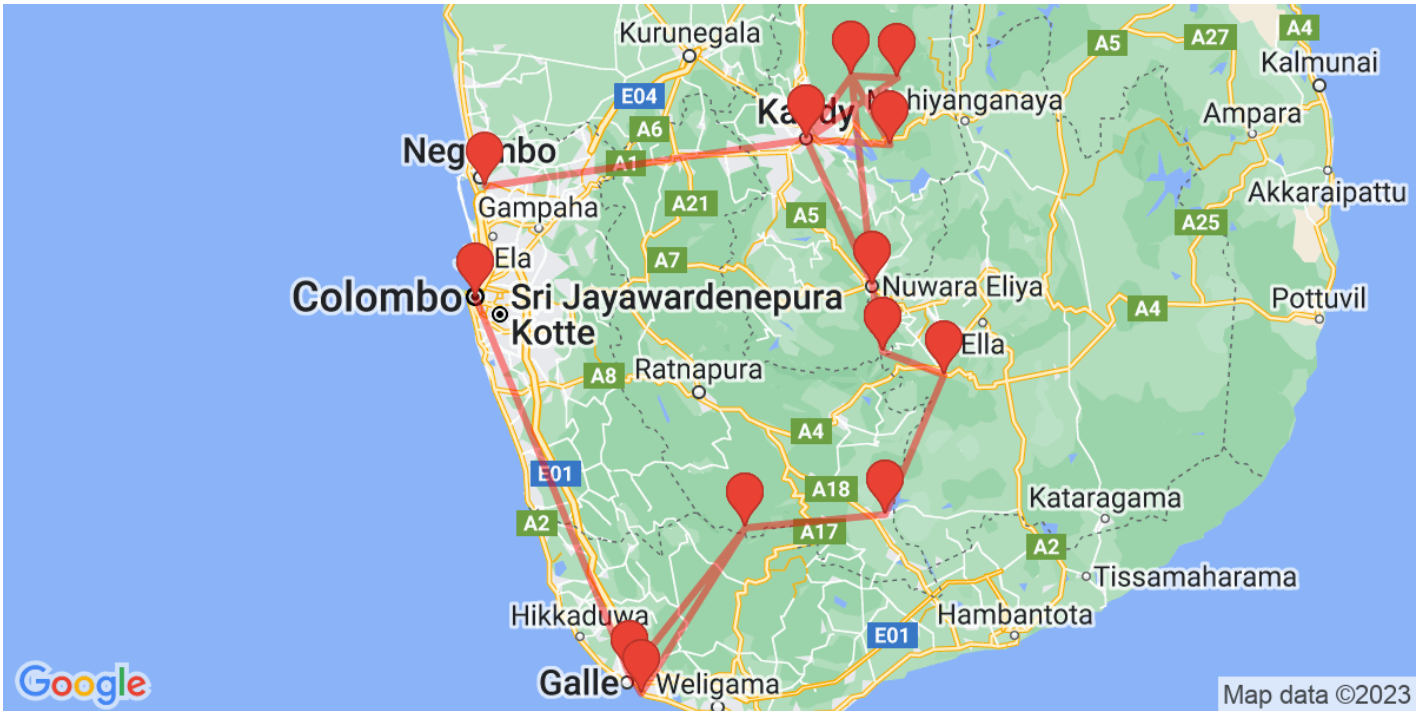 Kurunegala
A5
A27
A4
Kalmunai
E04
Kandy
Mahiyanganaya
Ampara
A6
Negombo
A1
Akkaraipattu
Gampaha
A21
A5
A25
Ela
A7
Nuwara Eliya
Colombo
Sri Jayawardenepura
Kotte
A4
Pottuvil
Ella
Ratnapura
A8
A4
E01
A18
Kataragama
A2
A17
A2
Tissamaharama
Hikkaduwa
Hambantota
E01
Galle
Weligama
Google
Map data ©2023